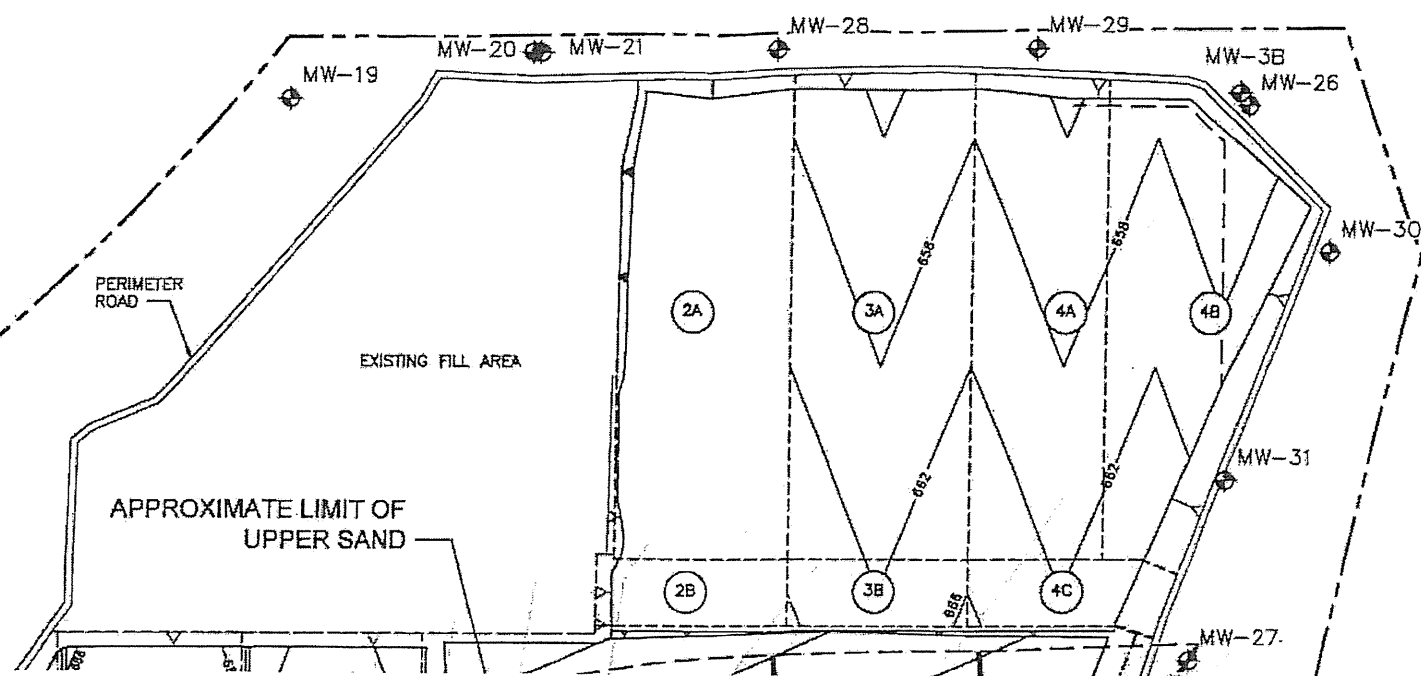 MW-28
MW-29
MW-20
MW-21
MW-3B
MW-19
MW-26
MW-30
658
658
PERIMETER
ROAD
2A
3A
4A
4B
EXISTING FILL AREA
MW-31
662
662
APPROXIMATE LIMIT OF
UPPER SAND
2B
3B
4C
666
MW-27